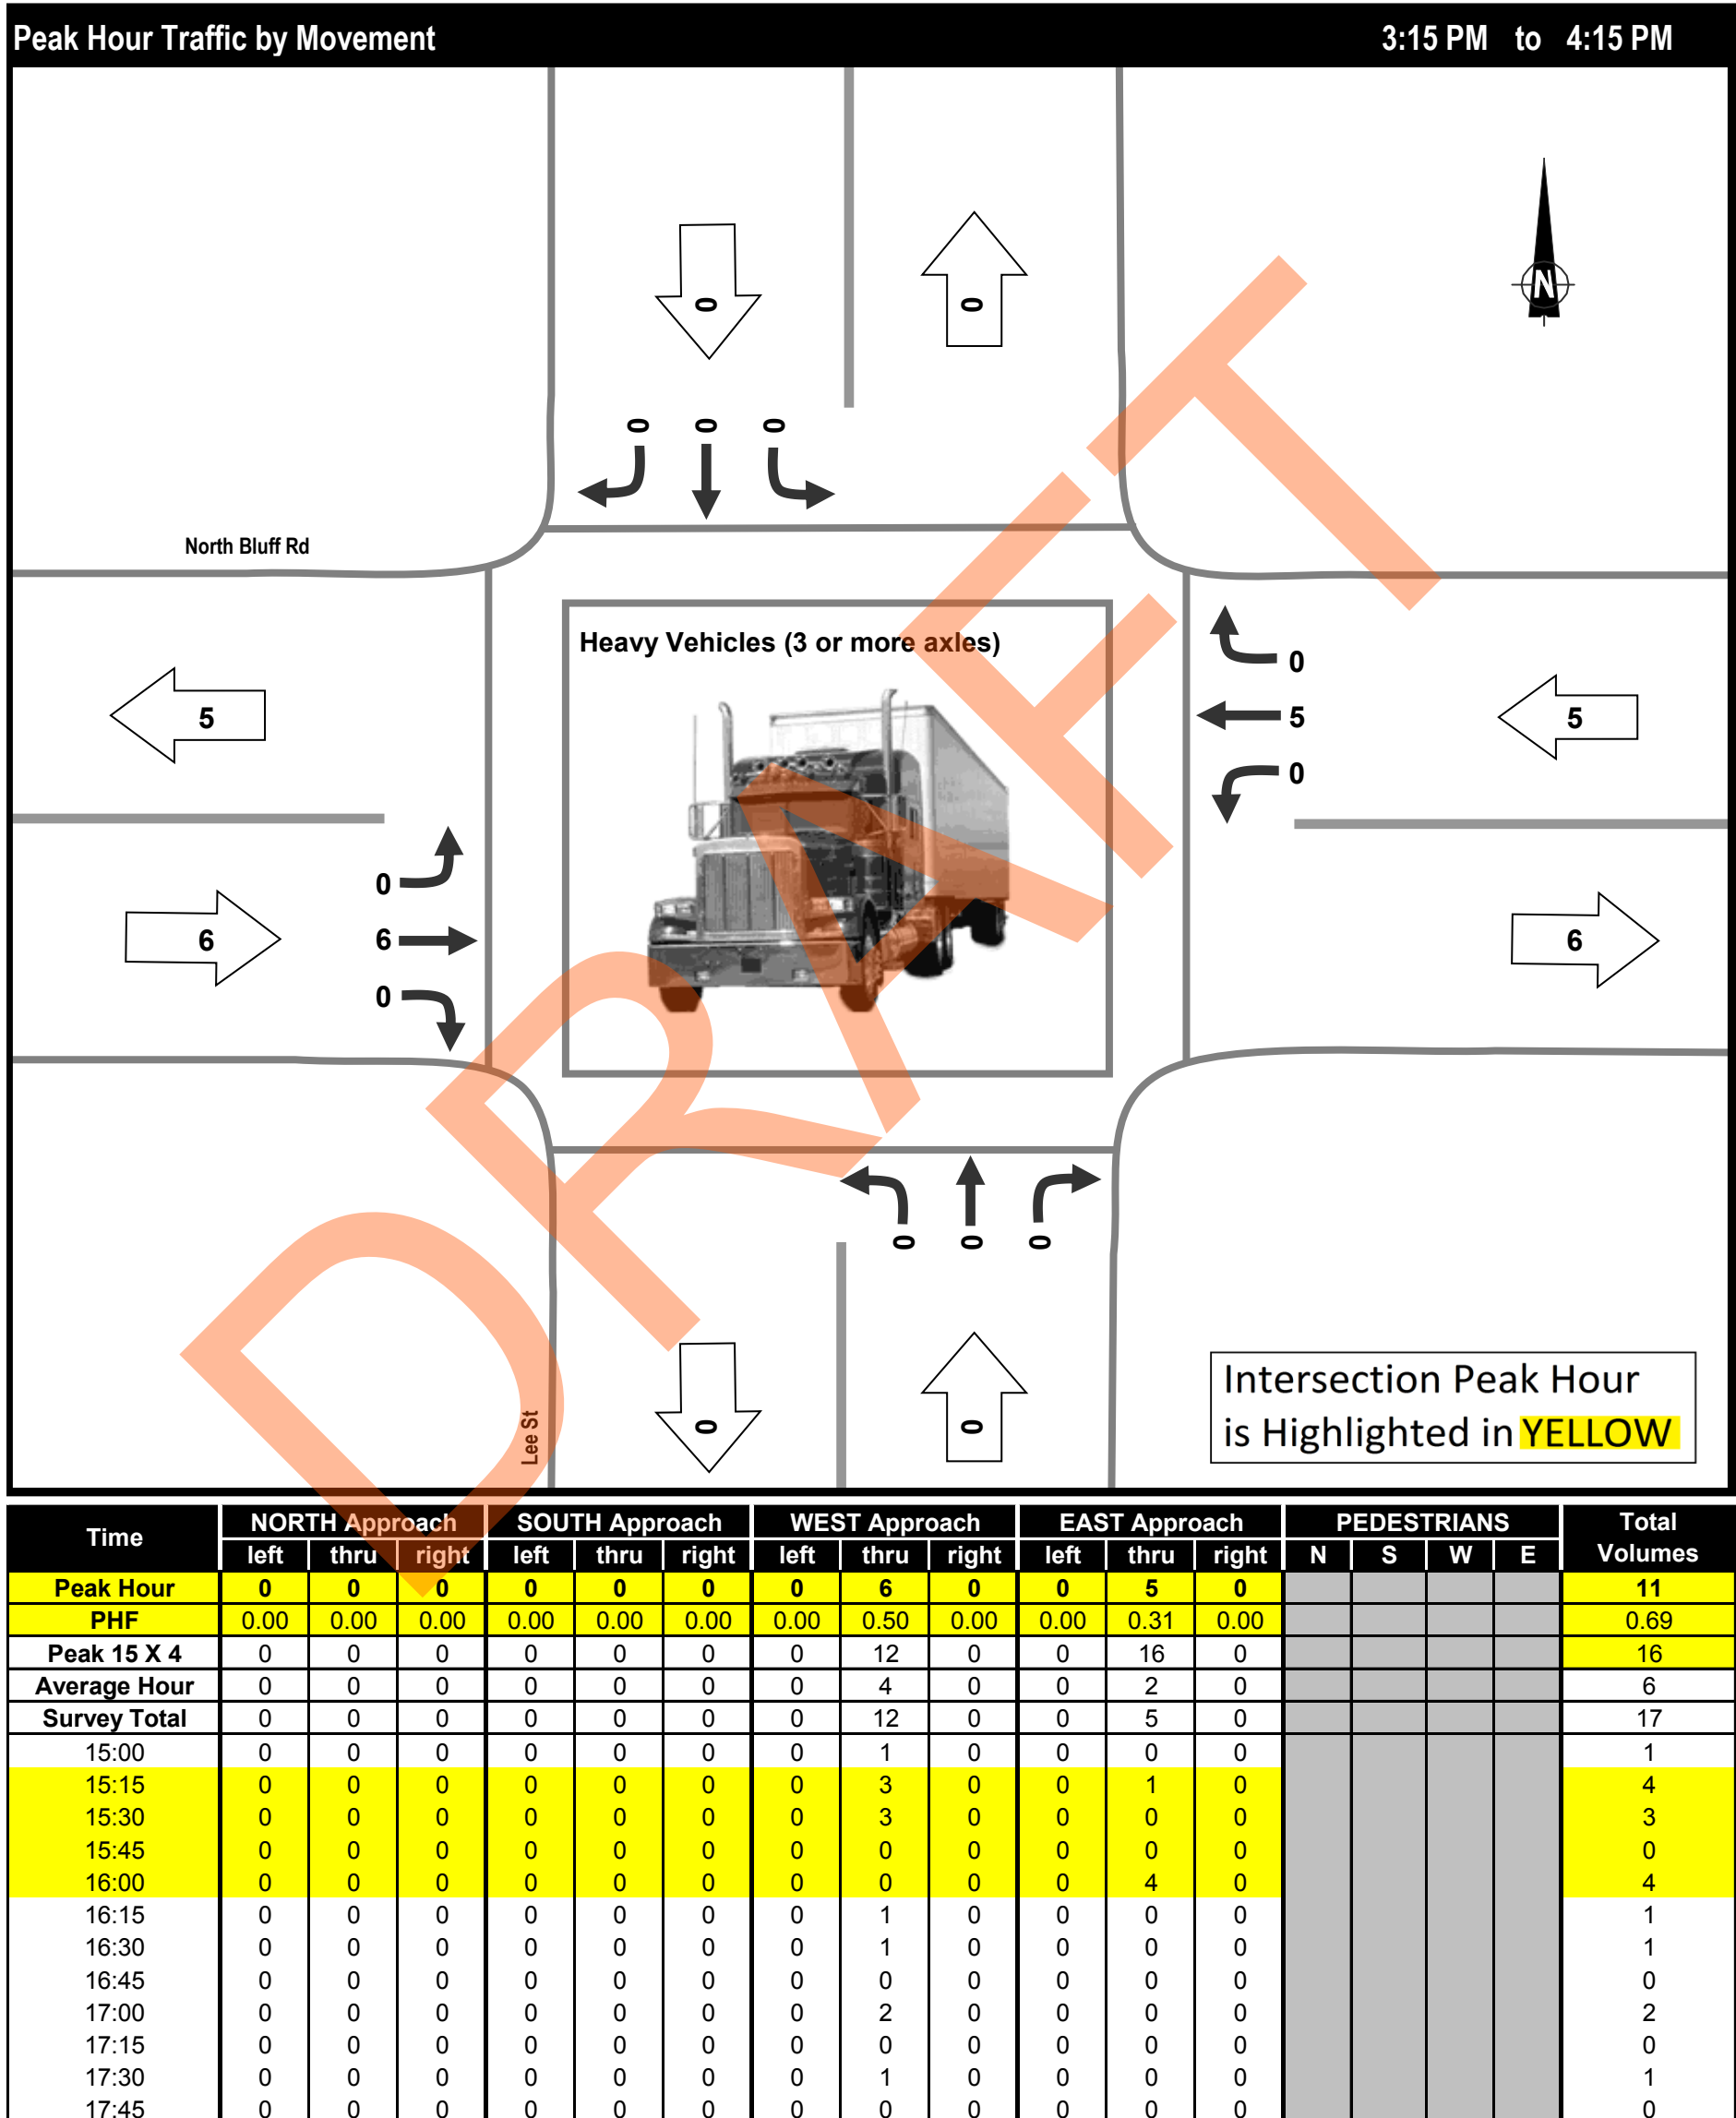 Peak Hour Traffic by Movement 3:15 PM to 4:15 PM
N
0 0
0 0 0
North Bluff Rd
Heavy Vehicles (3 or more axles)
0
5 5 5
0
0
6 6 6
0
0 0 0
Lee St
0 0
Intersection Peak Hour
is Highlighted in YELLOW
DRAFT
Time NORTH Approach SOUTH Approach WEST Approach EAST Approach PEDESTRIANS Total Volumes
left thru right left thru right left thru right left thru right N S W E
Peak Hour 0 0 0 0 0 0 0 6 0 0 5 0 11
PHF 0.00 0.00 0.00 0.00 0.00 0.00 0.00 0.50 0.00 0.00 0.31 0.00 0.69
Peak 15 X 4 0 0 0 0 0 0 0 12 0 0 16 0 16
Average Hour 0 0 0 0 0 0 0 4 0 0 2 0 6
Survey Total 0 0 0 0 0 0 0 12 0 0 5 0 17
15:00 0 0 0 0 0 0 0 1 0 0 0 0 1
15:15 0 0 0 0 0 0 0 3 0 0 1 0 4
15:30 0 0 0 0 0 0 0 3 0 0 0 0 3
15:45 0 0 0 0 0 0 0 0 0 0 0 0 0
16:00 0 0 0 0 0 0 0 0 0 0 4 0 4
16:15 0 0 0 0 0 0 0 1 0 0 0 0 1
16:30 0 0 0 0 0 0 0 1 0 0 0 0 1
16:45 0 0 0 0 0 0 0 0 0 0 0 0 0
17:00 0 0 0 0 0 0 0 2 0 0 0 0 2
17:15 0 0 0 0 0 0 0 0 0 0 0 0 0
17:30 0 0 0 0 0 0 0 1 0 0 0 0 1
17:45 0 0 0 0 0 0 0 0 0 0 0 0 0